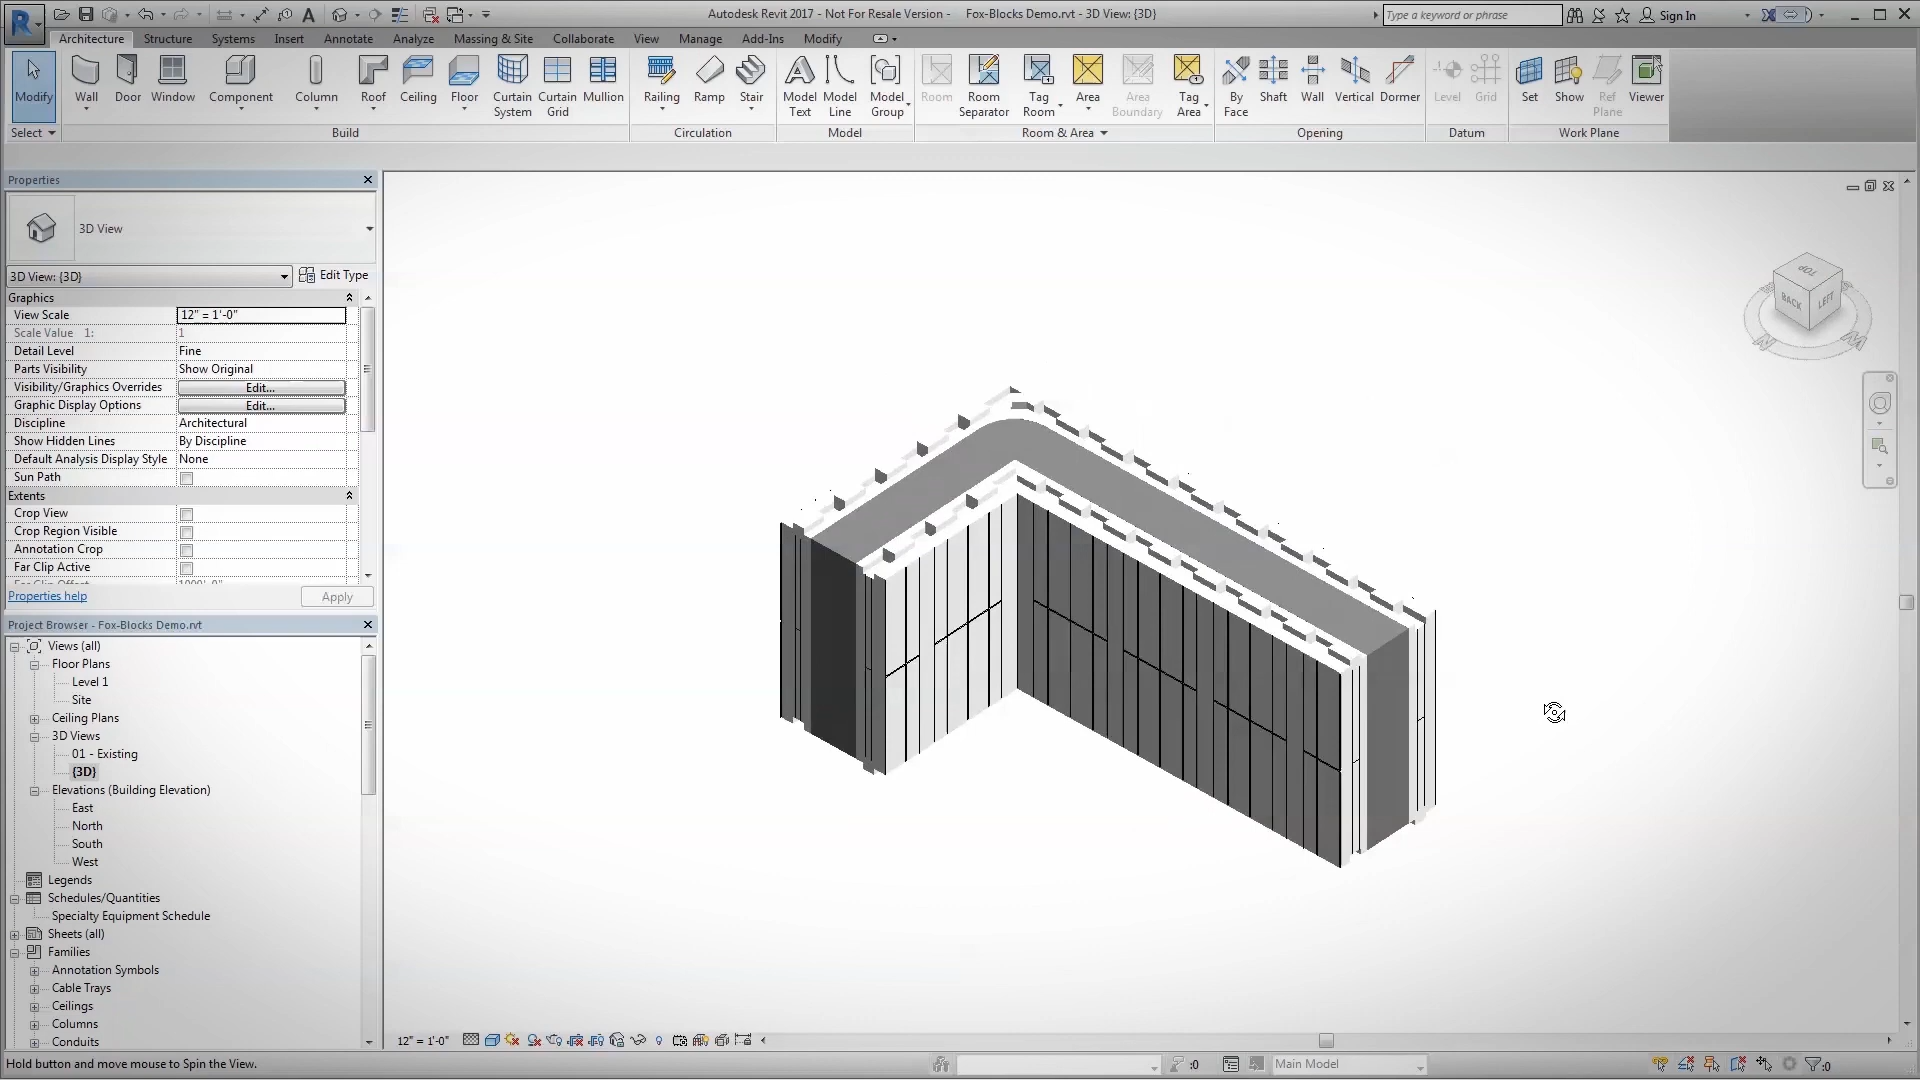 Autodesk Revit 2017 - Not For Resale Version -    Fox-Blocks Demo.rvt - 3D View: {3D}
Type a keyword or phrase
Sign In
Architecture Structure Systems Insert Annotate Analyze Massing & Site Collaborate View Manage Add-Ins Modify
Modify
Wall
Door
Window
Component
Column
Roof
Ceiling
Floor
Curtain System
Curtain Grid
Mullion
Railing
Ramp
Stair
Model Text
Model Line
Model Group
Room
Room Separator
Tag Room
Area
Area Boundary
Tag Area
By Face
Shaft
Wall
Vertical
Dormer
Level
Grid
Set
Show
Ref Plane
Viewer
Select
Build
Circulation
Model
Room & Area
Opening
Datum
Work Plane
Properties
3D View
3D View: {3D}
Edit Type
Graphics
View Scale 12" = 1'-0"
Scale Value 1: 1
Detail Level Fine
Parts Visibility Show Original
Visibility/Graphics Overrides Edit...
Graphic Display Options Edit...
Discipline Architectural
Show Hidden Lines By Discipline
Default Analysis Display Style None
Sun Path
Extents
Crop View
Crop Region Visible
Annotation Crop
Far Clip Active
Far Clip Offset 1000' 0"
Properties help
Apply
Project Browser - Fox-Blocks Demo.rvt
Views (all)
Floor Plans
Level 1
Site
Ceiling Plans
3D Views
01 - Existing
{3D}
Elevations (Building Elevation)
East
North
South
West
Legends
Schedules/Quantities
Specialty Equipment Schedule
Sheets (all)
Families
Annotation Symbols
Cable Trays
Ceilings
Columns
Conduits
TOP
BACK
LEFT
12" = 1'-0"
Hold button and move mouse to Spin the View.
:0
Main Model
:0